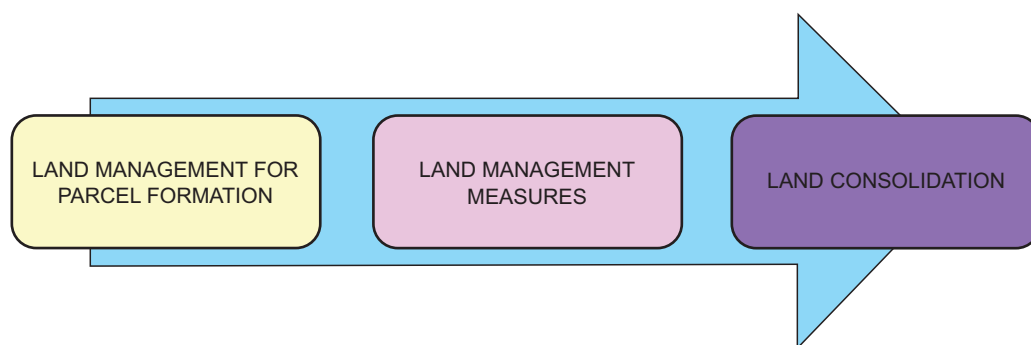 LAND MANAGEMENT FOR
PARCEL FORMATION
LAND MANAGEMENT
MEASURES
LAND CONSOLIDATION